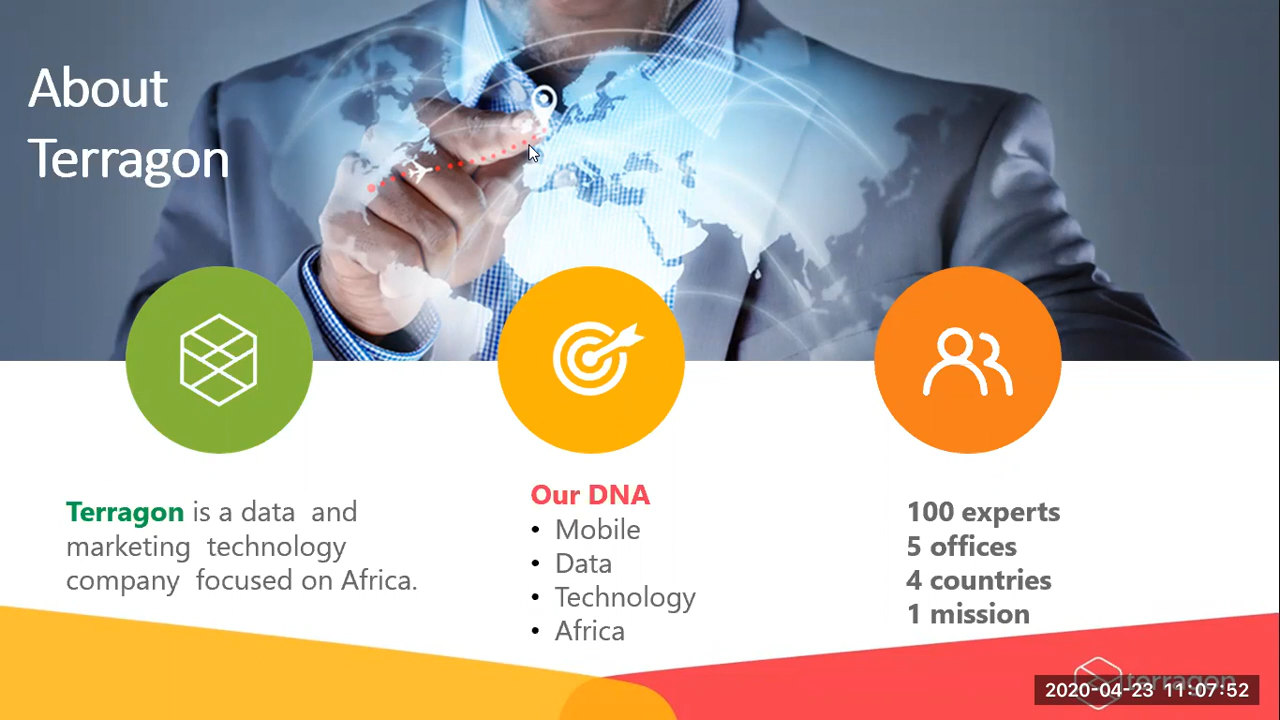 About
Terragon
Terragon is a data and
marketing technology
company focused on Africa.
Our DNA
• Mobile
• Data
• Technology
• Africa
100 experts
5 offices
4 countries
1 mission
terragon
2020-04-23 11:07:52